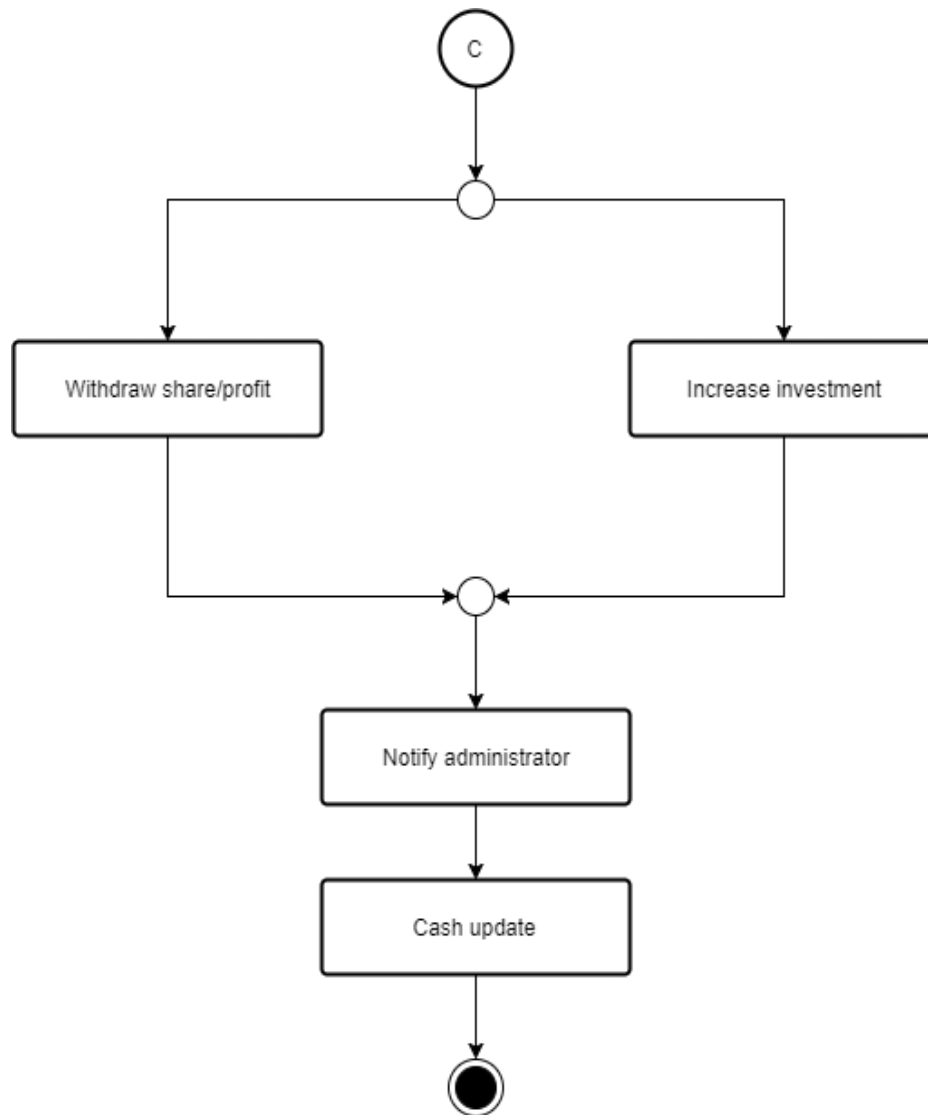 C
Withdraw share/profit
Increase investment
Notify administrator
Cash update